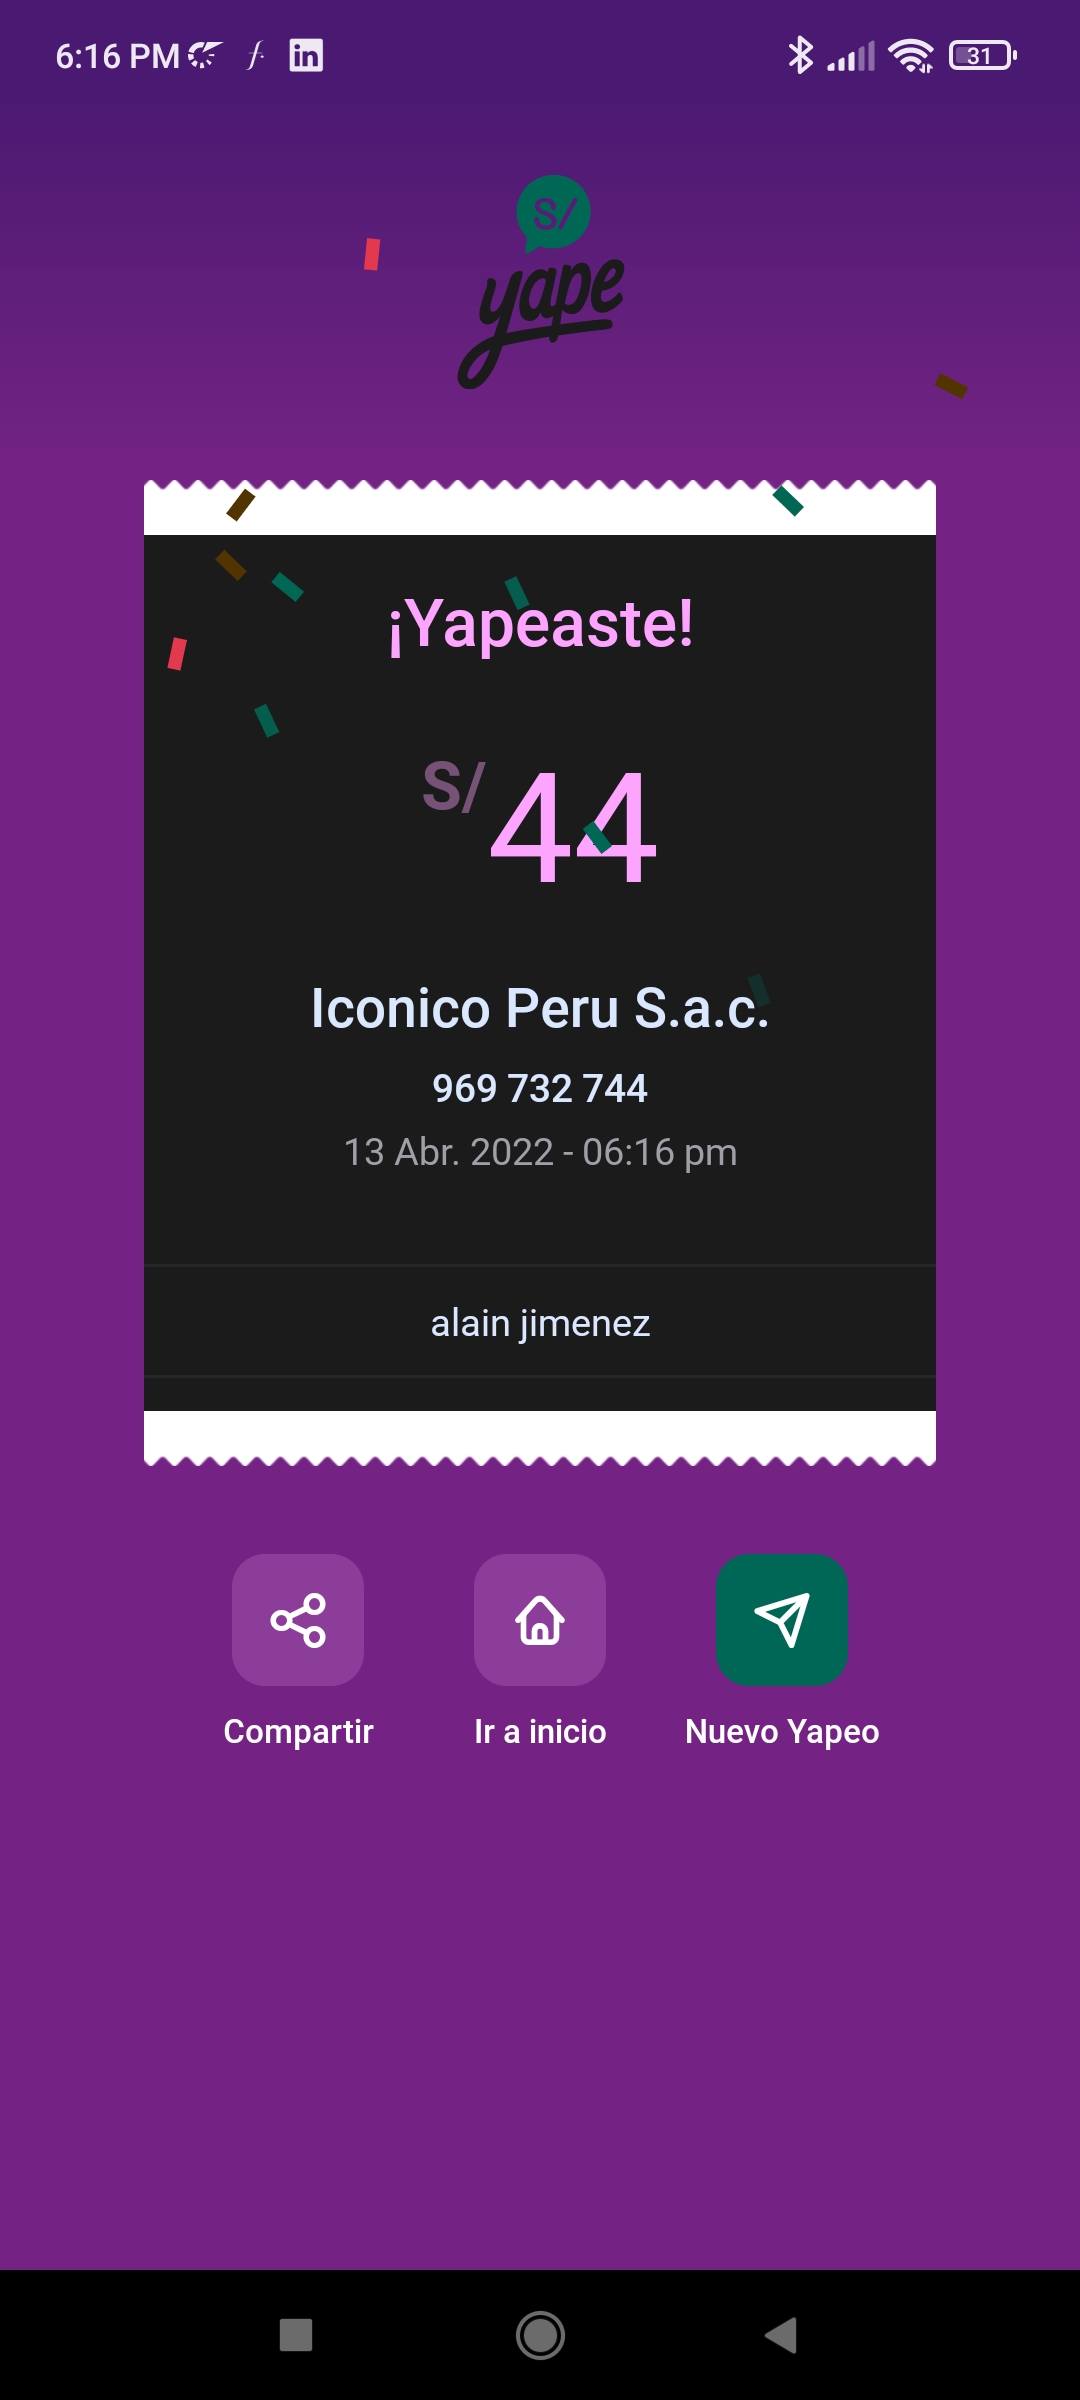 6:16 PM
31
S/
yape
¡Yapeaste!
S/ 44
Iconico Peru S.a.c.
969 732 744
13 Abr. 2022 - 06:16 pm
alain jimenez
Compartir Ir a inicio Nuevo Yapeo